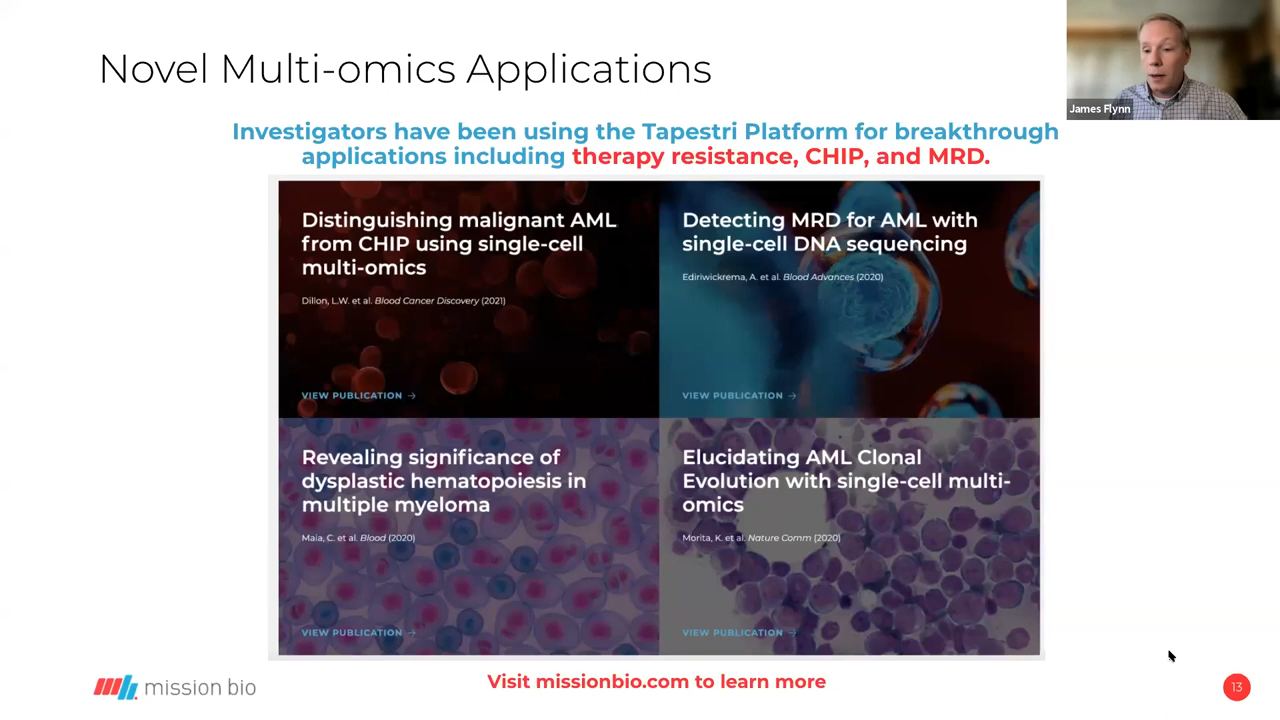 Novel Multi-omics Applications
James Flynn
Investigators have been using the Tapestri Platform for breakthrough
applications including therapy resistance, CHIP, and MRD.
Distinguishing malignant AML
from CHIP using single-cell
multi-omics
Dillon, L.W. et al. Blood Cancer Discovery (2021)
VIEW PUBLICATION →
Detecting MRD for AML with
single-cell DNA sequencing
Ediriwickrema, A. et al. Blood Advances (2020)
VIEW PUBLICATION →
Revealing significance of
dysplastic hematopoiesis in
multiple myeloma
Maia, C. et al. Blood (2020)
VIEW PUBLICATION →
Elucidating AML Clonal
Evolution with single-cell multi-
omics
Morita, K. et al. Nature Comm (2020)
VIEW PUBLICATION →
mission bio
Visit missionbio.com to learn more
13